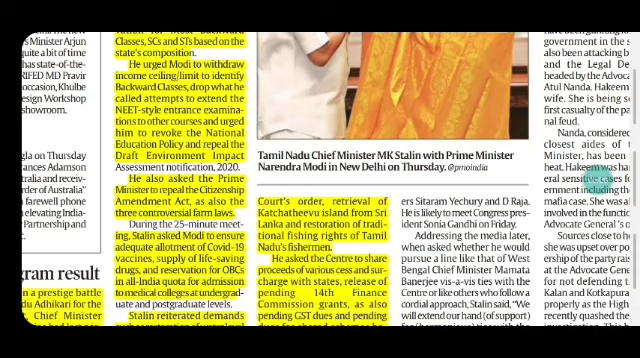 s Minister Arjun
quite a bit of time
has state-of-the-
RIFED MD Pravir
occasion, Khulbe
esign Workshop
showroom.
gla on Thursday
ances Adamson
tralia and receiv-
rder of Australia"
farewell phone
elevating India-
Partnership and
gram result
n a prestige battle
du Adhikari for the
Chief Minister
Classes, SCs and STs based on the
state's composition.
He urged Modi to withdraw
income ceiling/limit to identify
Backward Classes, drop what he
called attempts to extend the
NEET-style entrance examina-
tions to other courses and urged
him to revoke the National
Education Policy and repeal the
Draft Environment Impact
Assessment notification, 2020.
He also asked the Prime
Minister to repeal the Citizenship
Amendment Act, as also the
three controversial farm laws.
During the 25-minute meet-
ing, Stalin asked Modi to ensure
adequate allotment of Covid-19
vaccines, supply of life-saving
drugs, and reservation for OBCs
in all-India quota for admission
to medical colleges at undergrad-
uate and postgraduate levels.
Stalin reiterated demands
Tamil Nadu Chief Minister MK Stalin with Prime Minister
Narendra Modi in New Delhi on Thursday. @pmoindia
Court's order, retrieval of
Katchatheevu island from Sri
Lanka and restoration of tradi-
tional fishing rights of Tamil
Nadu's fishermen.
He asked the Centre to share
proceeds of various cess and sur-
charge with states, release of
pending 14th Finance
Commission grants, as also
pending GST dues and pending
ers Sitaram Yechury and D Raja.
He is likely to meet Congress pres-
ident Sonia Gandhi on Friday.
Addressing the media later,
when asked whether he would
pursue a line like that of West
Bengal Chief Minister Mamata
Banerjee vis-a-vis ties with the
Centre or like others who follow a
cordial approach, Stalin said, "We
will extend our hand (of support)
government in the s
also been attacking b
and the Legal De
headed by the Advoca
Atul Nanda. Hakeem
wife. She is being s
first casualty of the pa
nal feud.
Nanda, considered
closest aides of t
Minister, has been
heat. Hakeem was har
eral sensitive cases f
ernment including the
mafia case. She was al
involved in the functio
Advocate General's o
Sources close to h
she was upset over po
ership of the party rais
at the Advocate Gene
for not defending t
Kalan and Kotkapura
properly as the High
recently quashed the